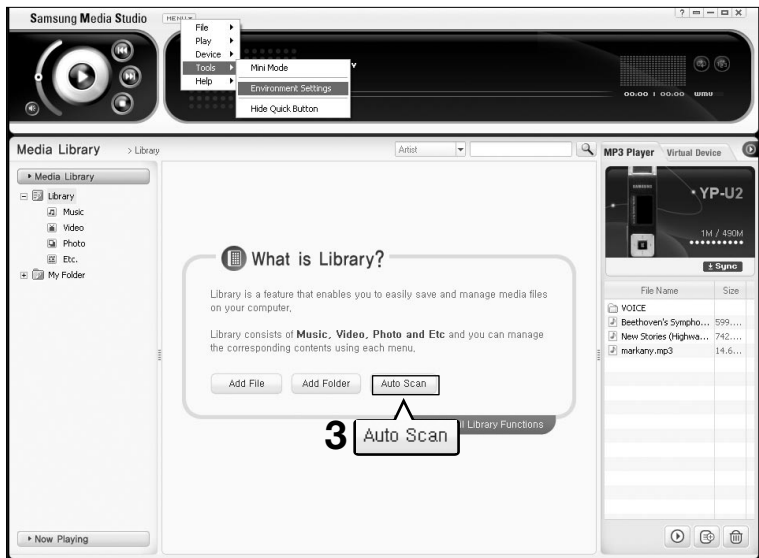 Samsung Media Studio
MENU
File
Play
Device
Tools
Help
Mini Mode
Environment Settings
Hide Quick Button
00:00 | 00:00 WMU
Media Library > Library
Artist
Media Library
Library
Music
Video
Photo
Etc.
My Folder
Now Playing
What is Library?
Library is a feature that enables you to easily save and manage media files
on your computer,
Library consists of Music, Video, Photo and Etc and you can manage
the corresponding contents using each menu,
Add File Add Folder Auto Scan
Library Functions
3 Auto Scan
MP3 Player Virtual Device
SAMSUNG
YP-U2
1M / 490M
Sync
File Name Size
VOICE
Beethoven's Sympho... 599....
New Stories (Highwa... 742....
markany.mp3 14.6...